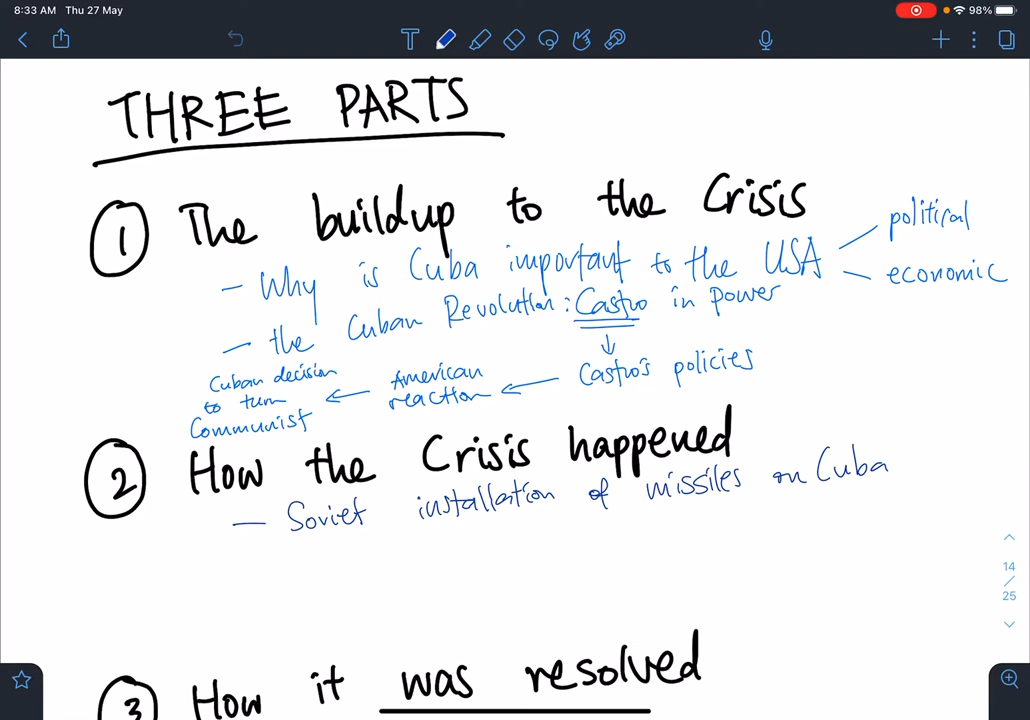 8:33 AM Thu 27 May
98%
THREE PARTS
1 The buildup to the Crisis
political
– Why is Cuba important to the USA
economic
– the Cuban Revolution: Castro in power
Castro's policies
American reaction
Cuban decision
to turn
Communist
2 How the Crisis happened
– Soviet installation of missiles on Cuba
14
/
25
3 How it was resolved